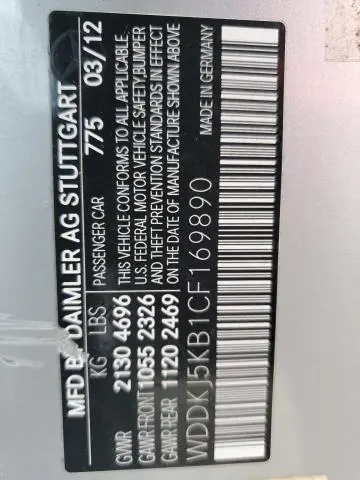 MFD BY DAIMLER AG STUTTGART
KG LBS PASSENGER CAR 775 03/12
GVWR 2130 4696 THIS VEHICLE CONFORMS TO ALL APPLICABLE
GAWR FRONT 1055 2326 U.S. FEDERAL MOTOR VEHICLE SAFETY, BUMPER
GAWR REAR 1120 2469 AND THEFT PREVENTION STANDARDS IN EFFECT
ON THE DATE OF MANUFACTURE SHOWN ABOVE
WDDKJ5KB1CF169890 MADE IN GERMANY